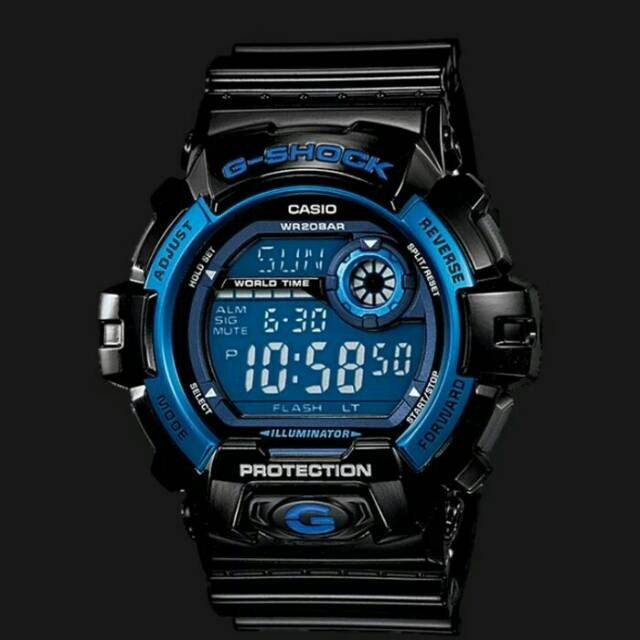 G-SHOCK
CASIO
WR20BAR
ADJUST
REVERSE
HOLD SET
SPLIT/RESET
SUN
WORLD TIME
ALM
SIG
MUTE
6-30
P 10:58 50
FLASH LT
SELECT
START/STOP
MODE
FORWARD
ILLUMINATOR
PROTECTION
G